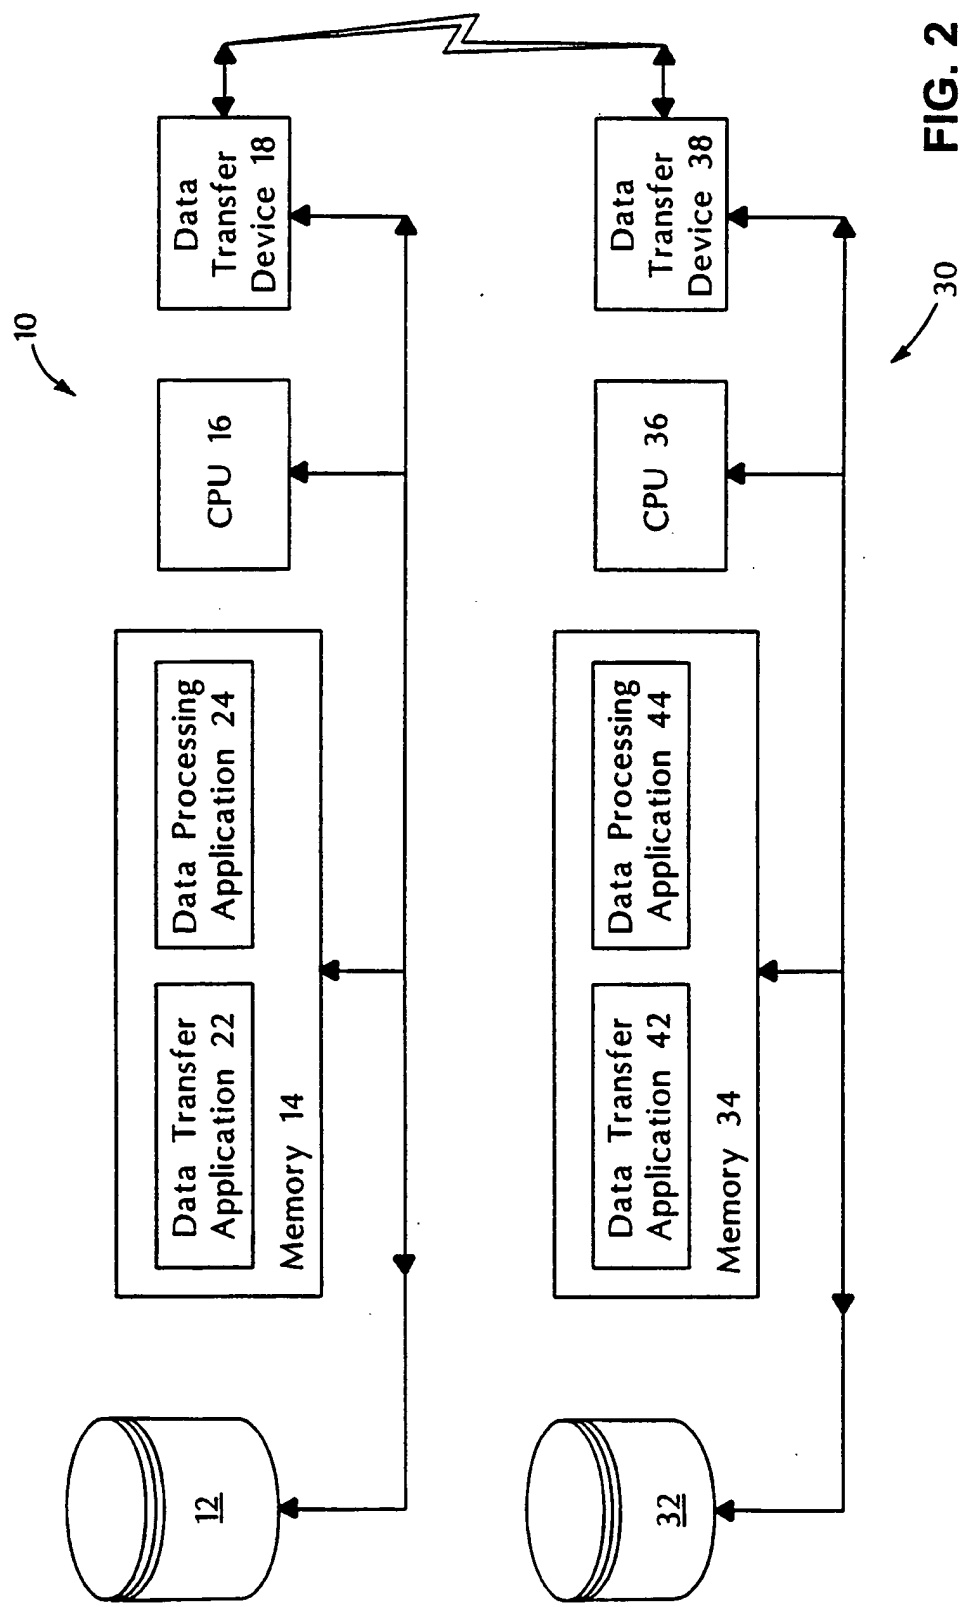 10
12
Data Transfer
Application 22
Data Processing
Application 24
Memory 14
CPU 16
Data
Transfer
Device 18
32
Data Transfer
Application 42
Data Processing
Application 44
Memory 34
CPU 36
Data
Transfer
Device 38
30
FIG. 2